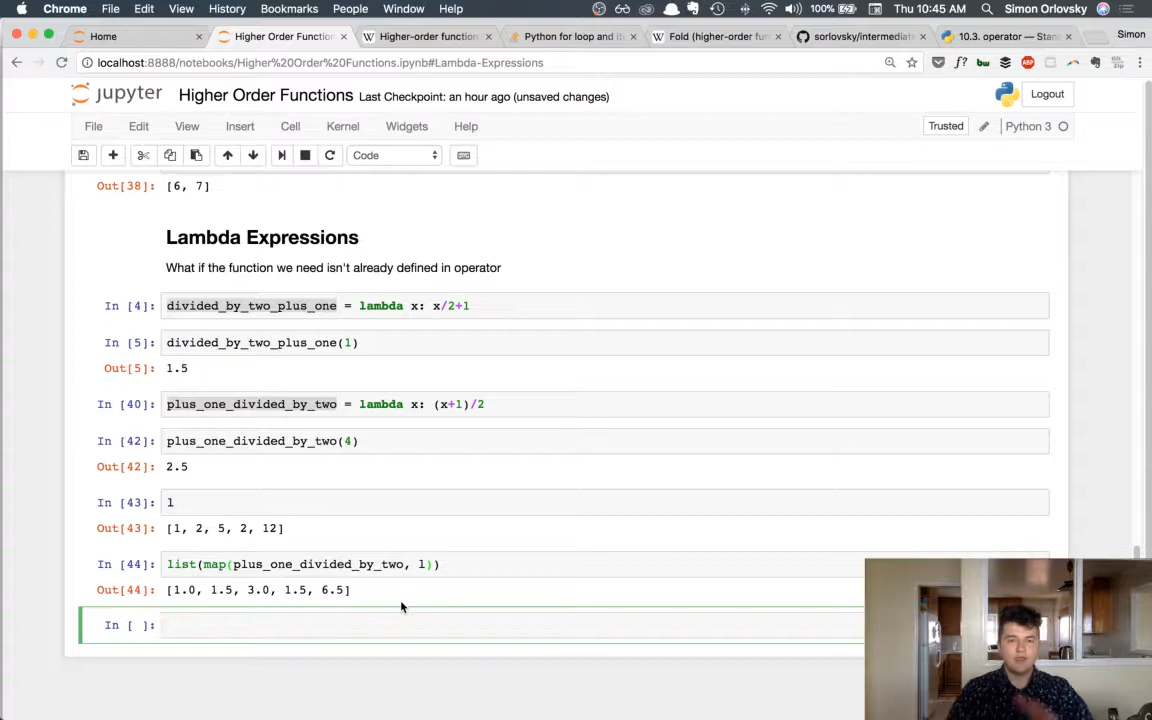 Chrome File Edit View History Bookmarks People Window Help 100% Thu 10:45 AM Simon Orlovsky
Home Higher Order Function Higher-order function Python for loop and it Fold (higher-order fu sorlovsky/intermediat 10.3. operator — Stan Simon
localhost:8888/notebooks/Higher%20Order%20Functions.ipynb#Lambda-Expressions
jupyter Higher Order Functions Last Checkpoint: an hour ago (unsaved changes) Logout
File Edit View Insert Cell Kernel Widgets Help Trusted Python 3
Code
Out[38]: [6, 7]
Lambda Expressions
What if the function we need isn't already defined in operator
In [4]: divided_by_two_plus_one = lambda x: x/2+1
In [5]: divided_by_two_plus_one(1)
Out[5]: 1.5
In [40]: plus_one_divided_by_two = lambda x: (x+1)/2
In [42]: plus_one_divided_by_two(4)
Out[42]: 2.5
In [43]: l
Out[43]: [1, 2, 5, 2, 12]
In [44]: list(map(plus_one_divided_by_two, l))
Out[44]: [1.0, 1.5, 3.0, 1.5, 6.5]
In [ ]: